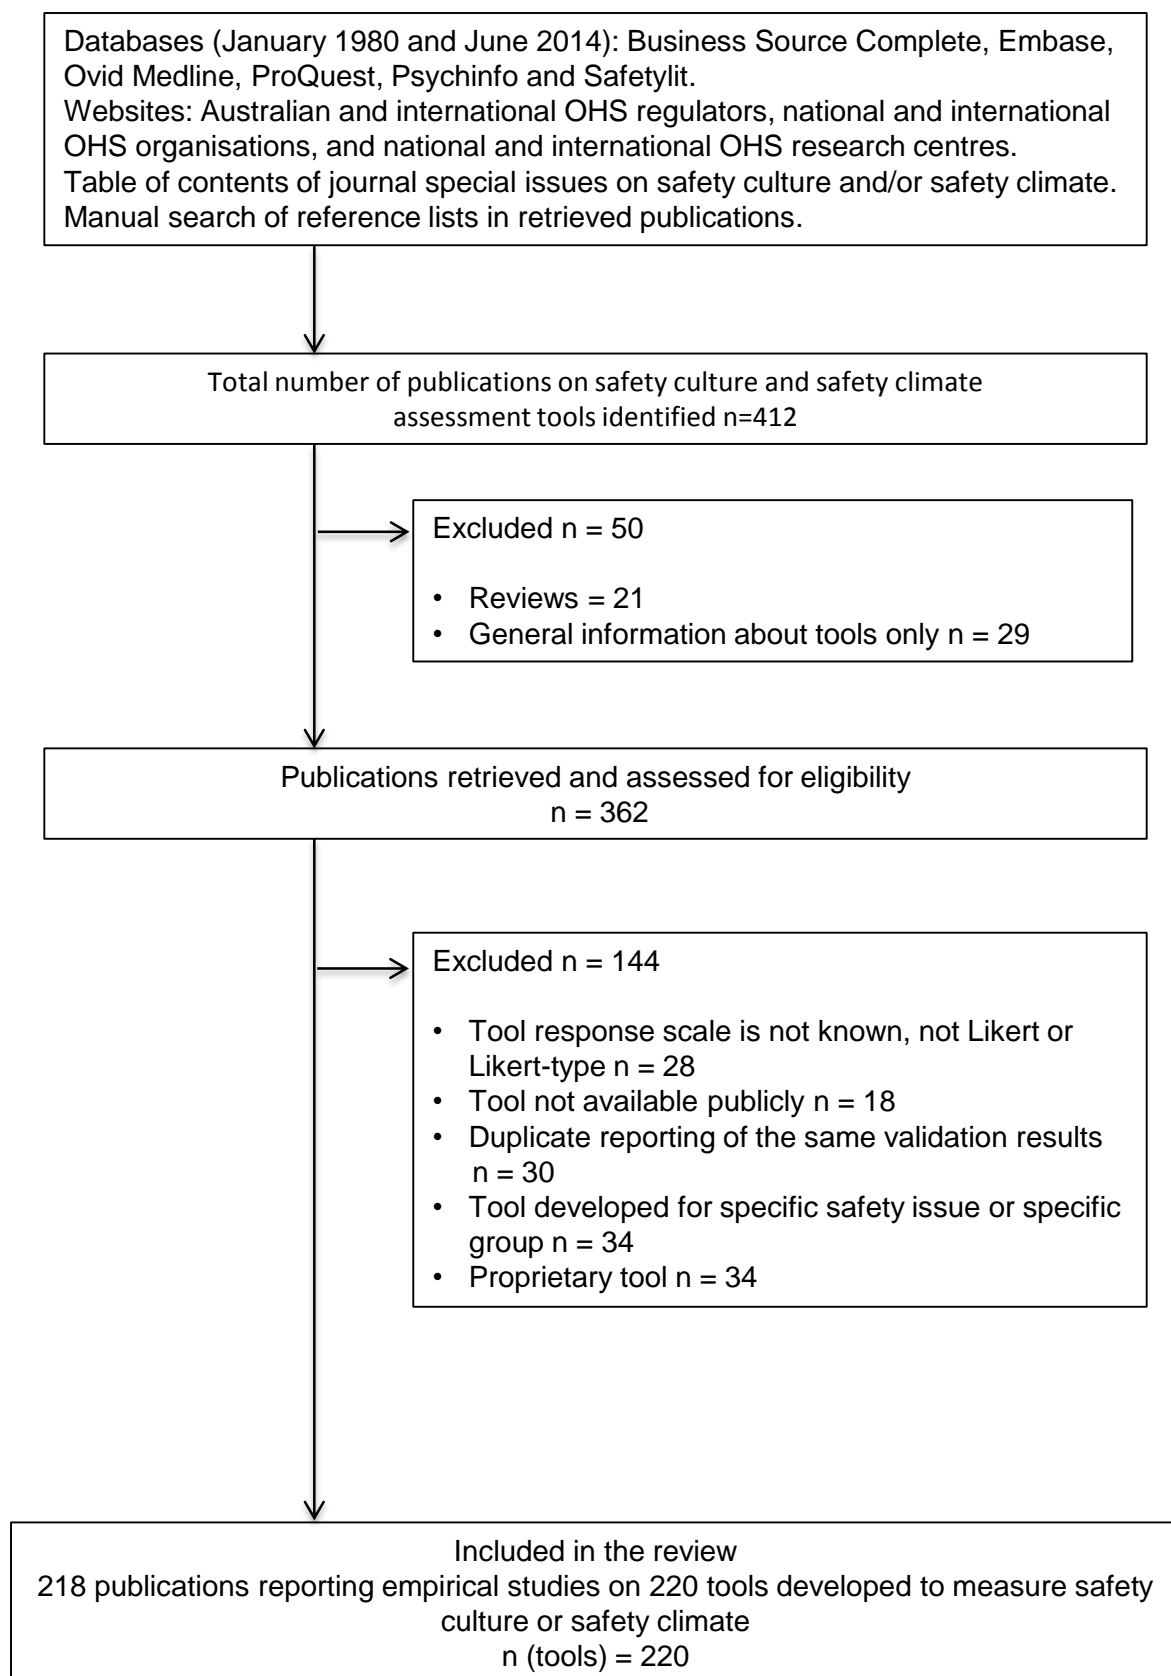 Databases (January 1980 and June 2014): Business Source Complete, Embase,
Ovid Medline, ProQuest, Psychinfo and Safetylit.
Websites: Australian and international OHS regulators, national and international
OHS organisations, and national and international OHS research centres.
Table of contents of journal special issues on safety culture and/or safety climate.
Manual search of reference lists in retrieved publications.
Total number of publications on safety culture and safety climate
assessment tools identified n=412
Excluded n = 50
• Reviews = 21
• General information about tools only n = 29
Publications retrieved and assessed for eligibility
n = 362
Excluded n = 144
• Tool response scale is not known, not Likert or
Likert-type n = 28
• Tool not available publicly n = 18
• Duplicate reporting of the same validation results
n = 30
• Tool developed for specific safety issue or specific
group n = 34
• Proprietary tool n = 34
Included in the review
218 publications reporting empirical studies on 220 tools developed to measure safety
culture or safety climate
n (tools) = 220